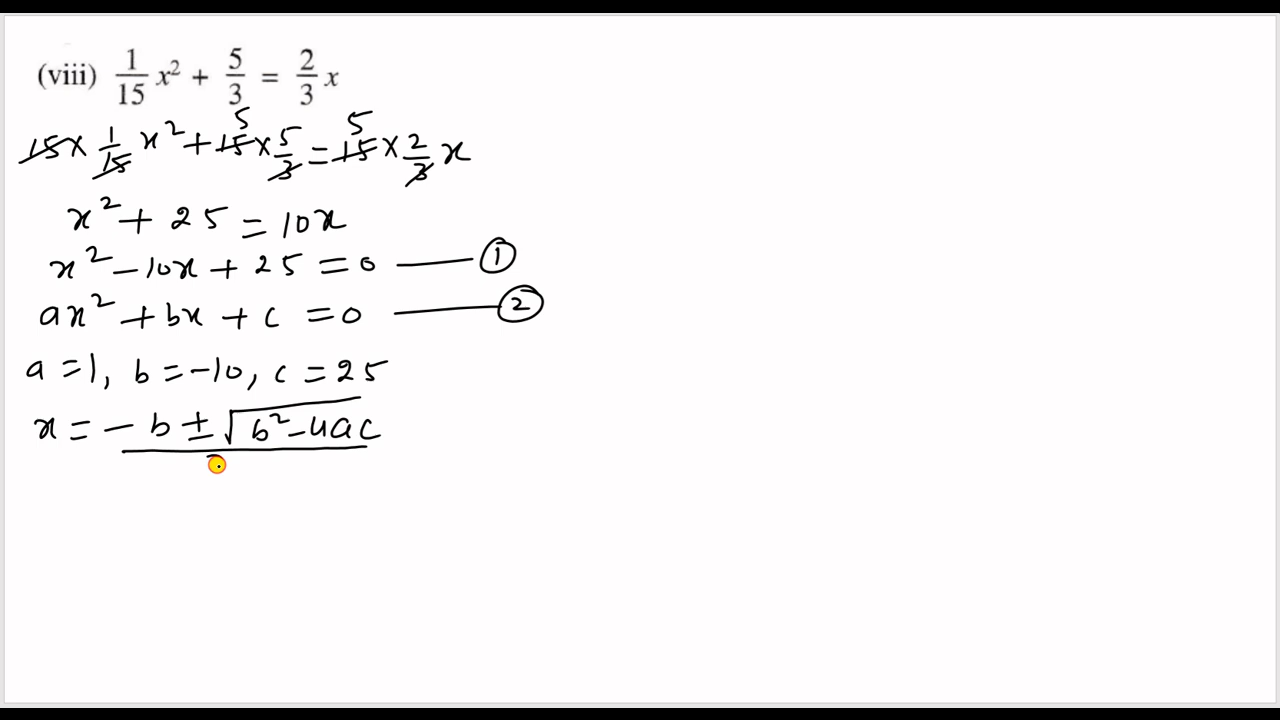 (viii) 1/15 x² + 5/3 = 2/3 x
15 × 1/15 x² + 15 × 5/3 = 15 × 2/3 x
5 5
x² + 25 = 10x
x² - 10x + 25 = 0 —— ①
ax² + bx + c = 0 —— ②
a = 1, b = -10, c = 25
x = - b ± √b² - 4ac